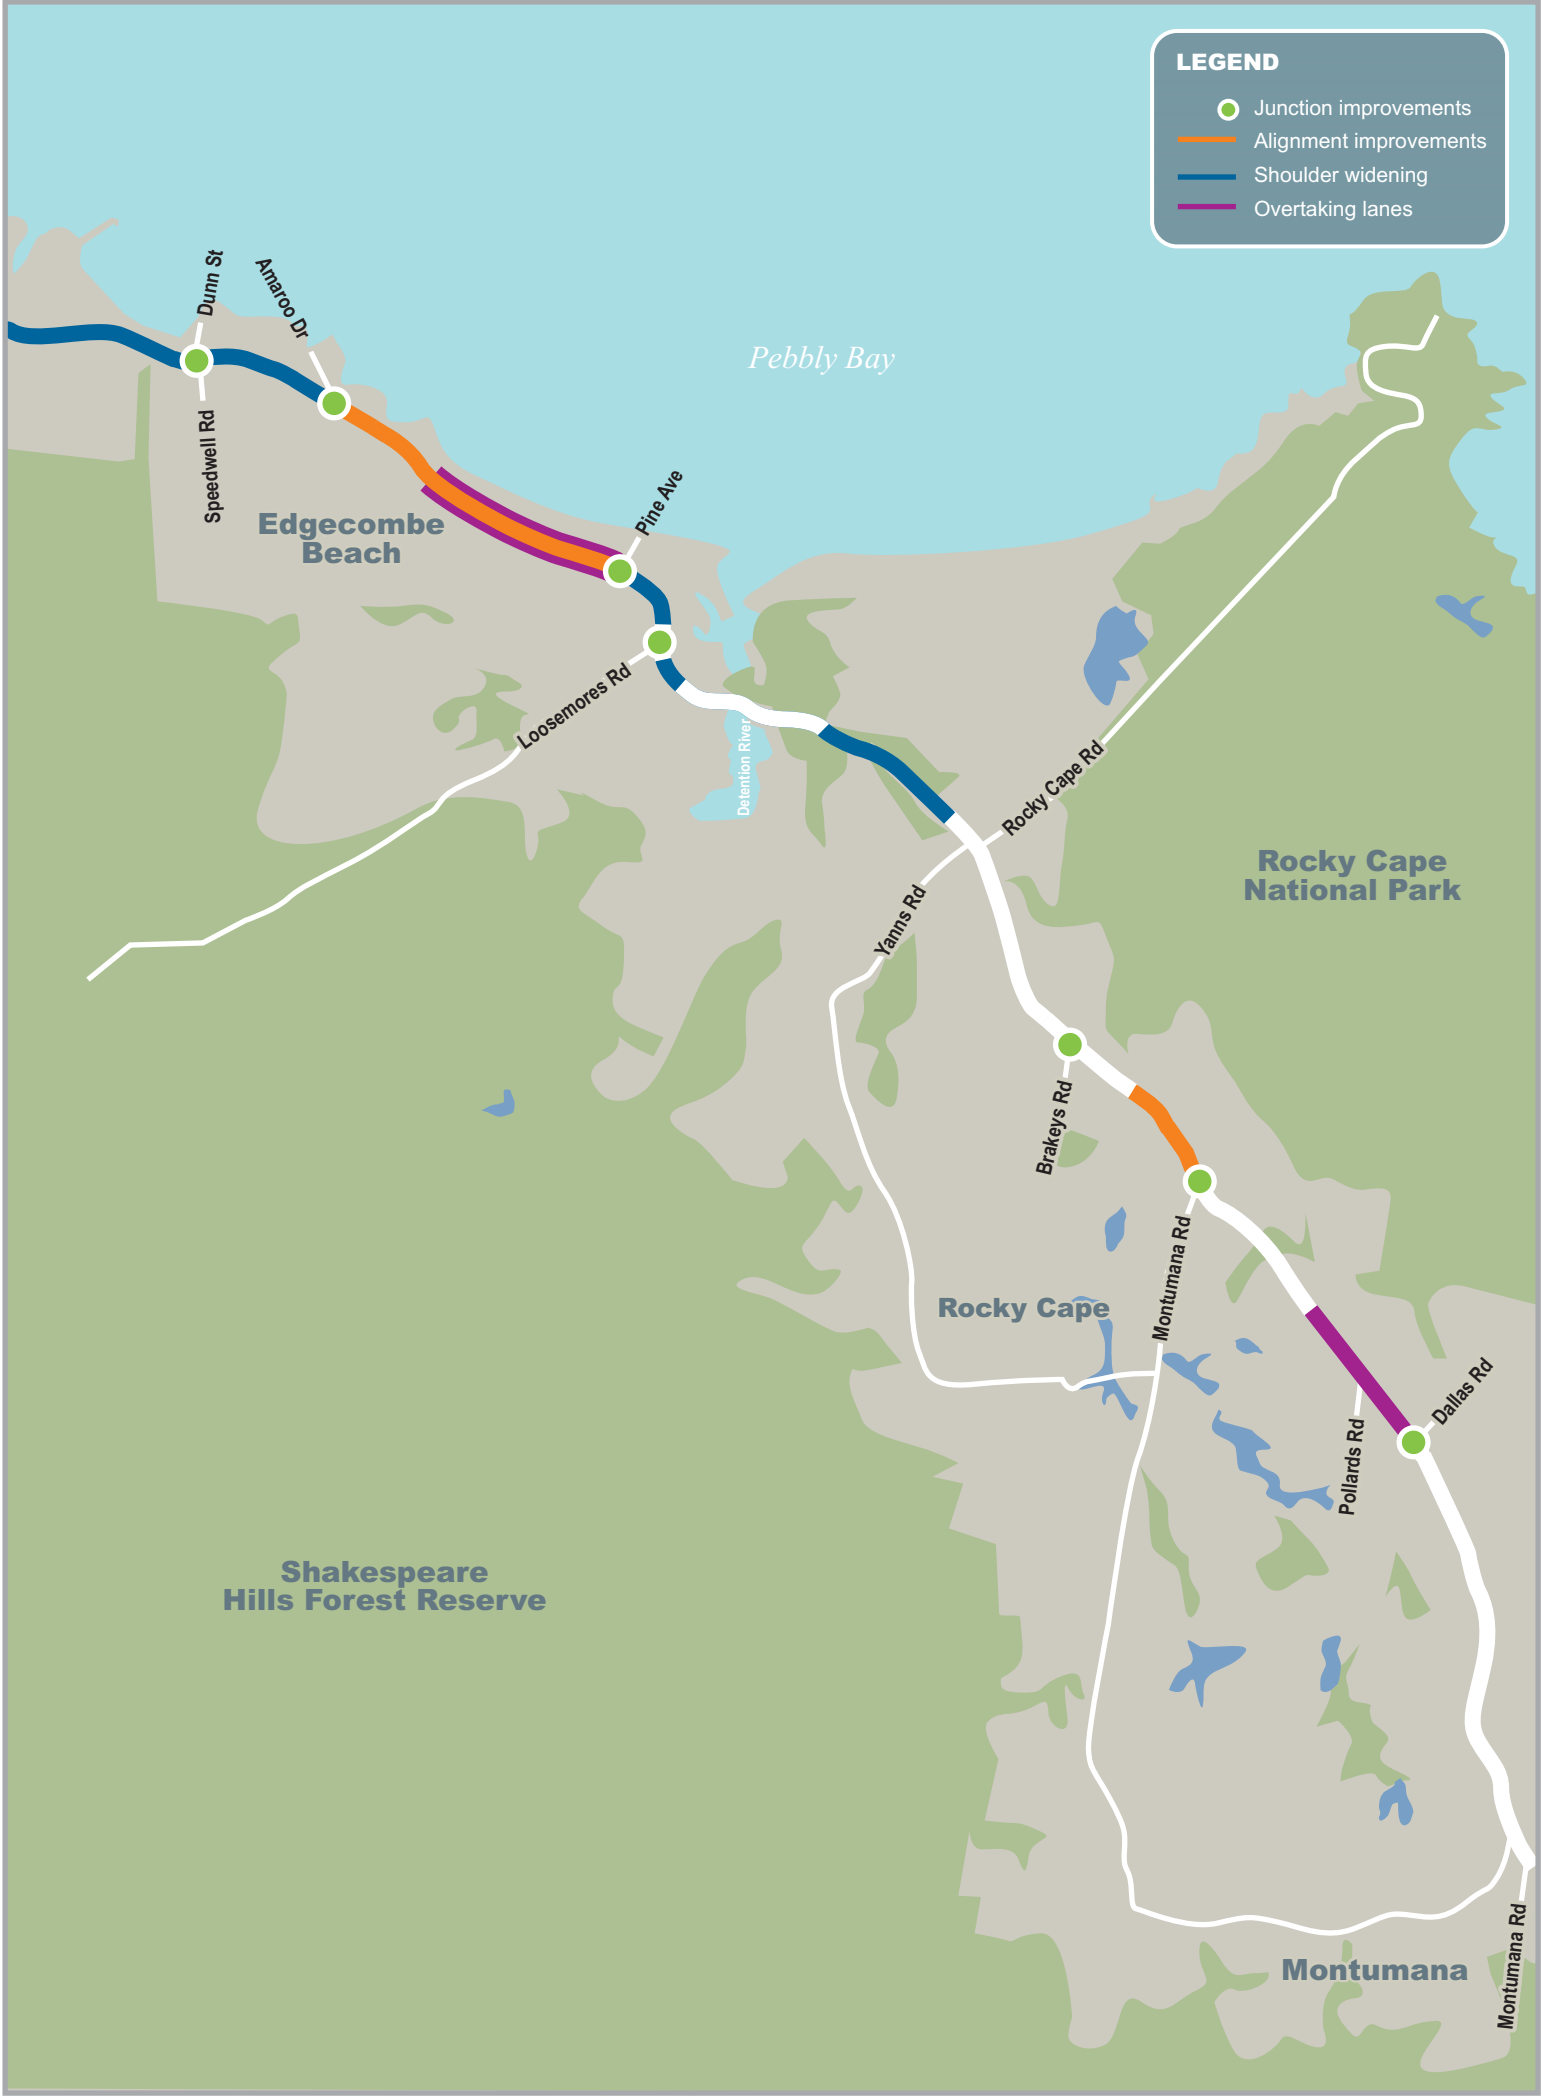 LEGEND
Junction improvements
Alignment improvements
Shoulder widening
Overtaking lanes
Dunn St
Amaroo Dr
Pebbly Bay
Speedwell Rd
Pine Ave
Edgecombe
Beach
Loosemores Rd
Detention River
Rocky Cape Rd
Rocky Cape
National Park
Yanns Rd
Brakeys Rd
Montumana Rd
Rocky Cape
Dallas Rd
Pollards Rd
Shakespeare
Hills Forest Reserve
Montumana Rd
Montumana